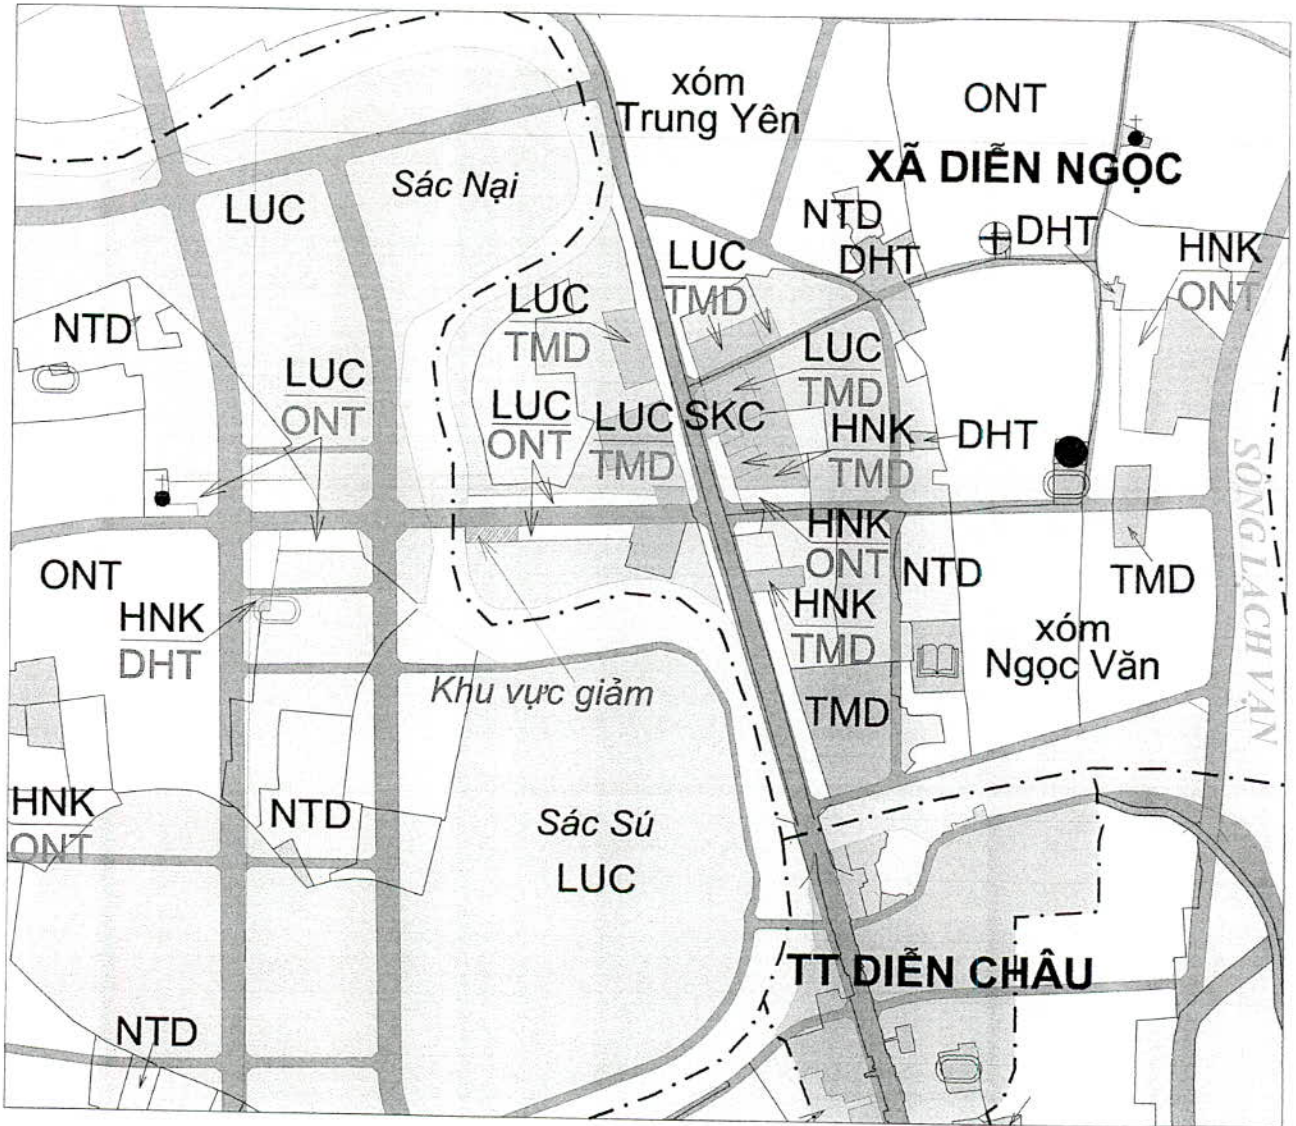 xóm
Trung Yên
ONT
XÃ DIỄN NGỌC
Sác Nại
LUC
NTD
DHT
DHT
HNK
ONT
LUC
TMD
LUC
TMD
NTD
LUC
TMD
LUC
ONT
LUC
ONT
LUC
TMD
SKC
HNK
TMD
DHT
SÔNG LẠCH VẠN
HNK
ONT
NTD
TMD
ONT
HNK
DHT
HNK
TMD
xóm
Ngọc Văn
Khu vực giảm
TMD
HNK
ONT
NTD
Sác Sú
LUC
TT DIỄN CHÂU
NTD